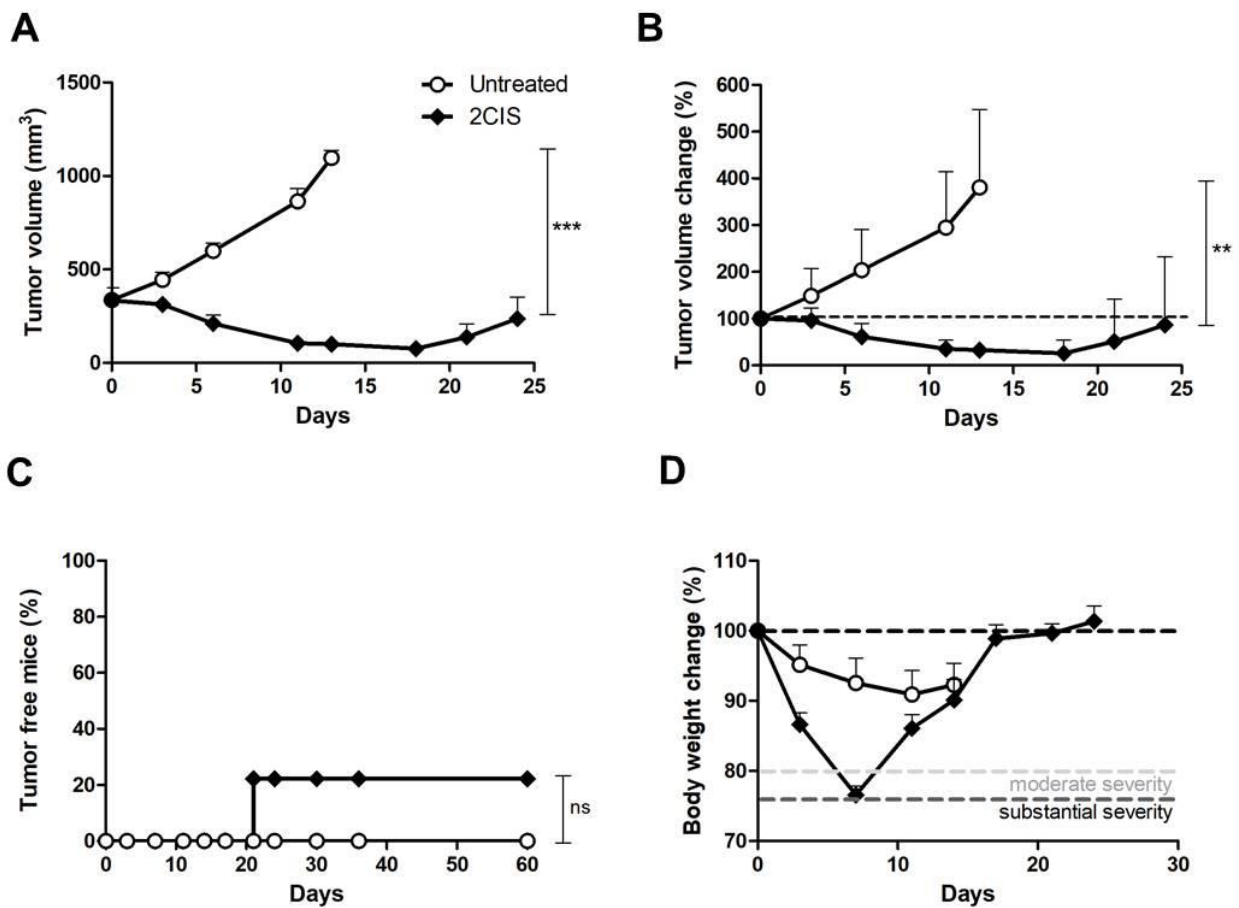 A
B
Tumor volume (mm³)
1500
1000
500
0
0 5 10 15 20 25
Days
Untreated
2CIS
***
Tumor volume change (%)
600
500
400
300
200
100
0
0 5 10 15 20 25
Days
**
C
D
Tumor free mice (%)
100
80
60
40
20
0
0 10 20 30 40 50 60
Days
ns
Body weight change (%)
110
100
90
80
70
moderate severity
substantial severity
0 10 20 30
Days